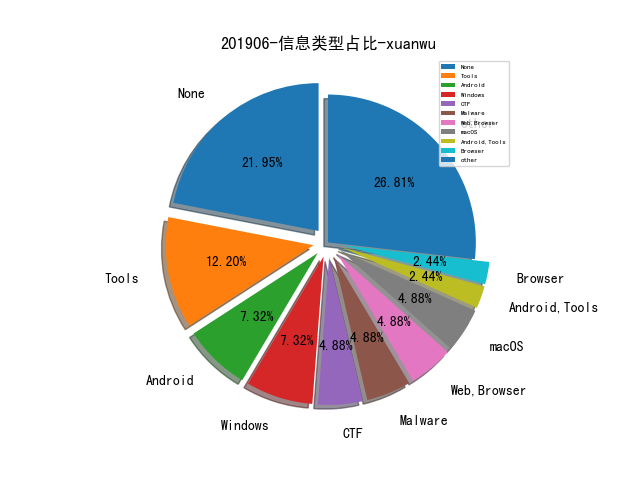 201906-信息类型占比-xuanwu
None
Tools
Android
Windows
CTF
Malware
Web,Browser
macOS
Android,Tools
Browser
other
None
21.95%
26.81%
Tools
12.20%
Android
7.32%
Windows
7.32%
CTF
4.88%
Malware
4.88%
Web,Browser
4.88%
macOS
4.88%
Android,Tools
2.44%
Browser
2.44%